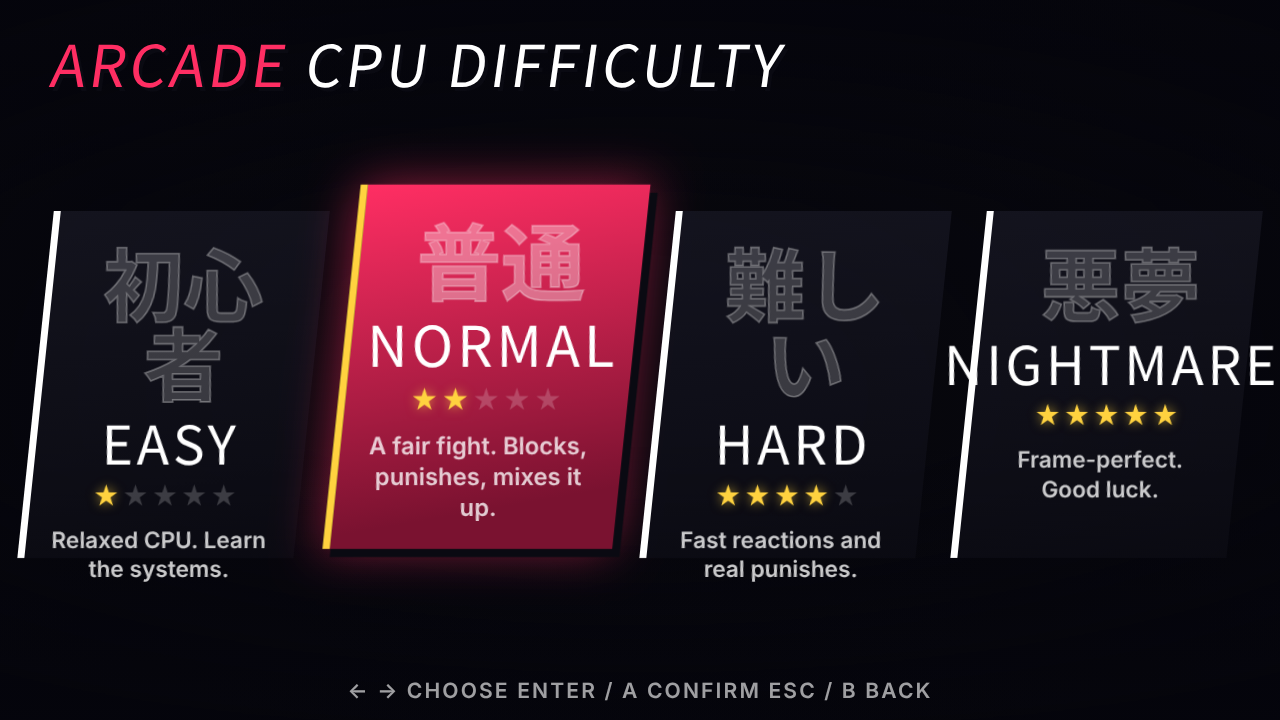 ARCADE CPU DIFFICULTY
初心
者
EASY
★★★★★
Relaxed CPU. Learn
the systems.
普通
NORMAL
★★★★★
A fair fight. Blocks,
punishes, mixes it
up.
難し
い
HARD
★★★★★
Fast reactions and
real punishes.
悪夢
NIGHTMARE
★★★★★
Frame-perfect.
Good luck.
← → CHOOSE ENTER / A CONFIRM ESC / B BACK